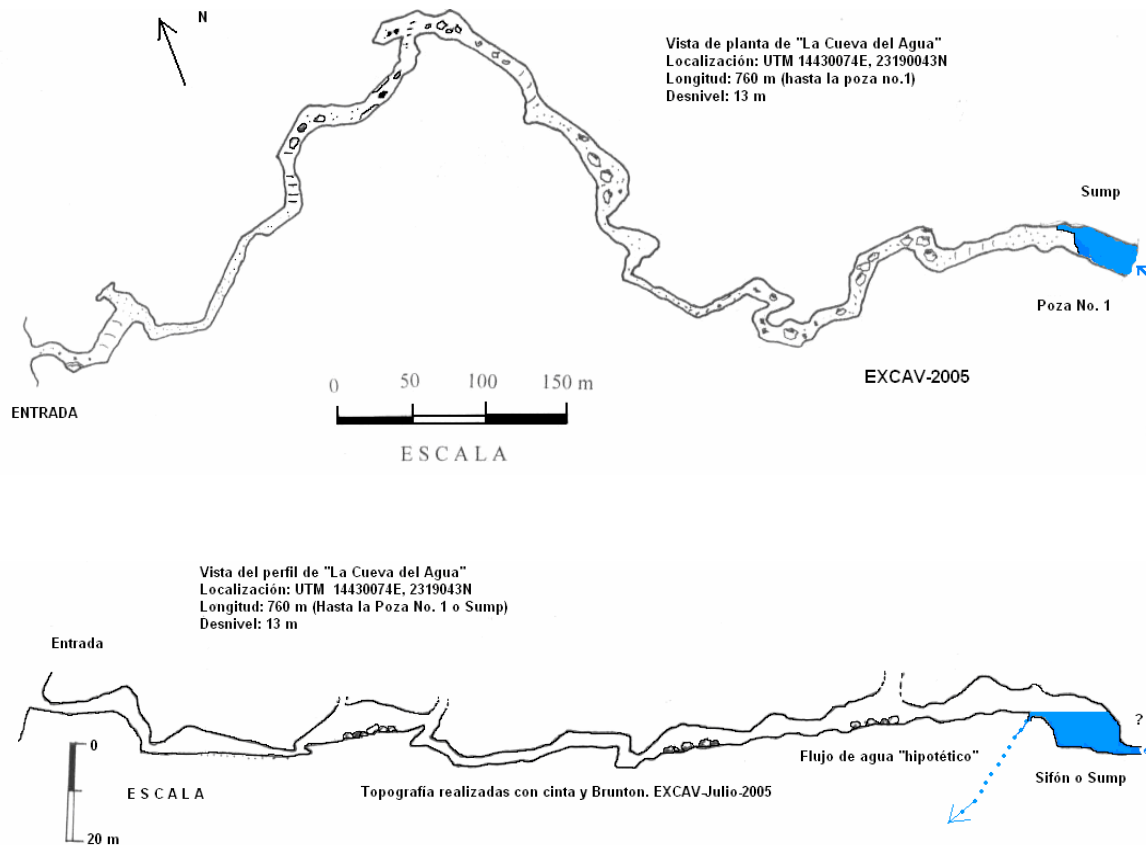 N
Vista de planta de "La Cueva del Agua"
Localización: UTM 14430074E, 23190043N
Longitud: 760 m (hasta la poza no.1)
Desnivel: 13 m
Sump
Poza No. 1
EXCAV-2005
ENTRADA
0 50 100 150 m
ESCALA
Vista del perfil de "La Cueva del Agua"
Localización: UTM 14430074E, 2319043N
Longitud: 760 m (Hasta la Poza No. 1 o Sump)
Desnivel: 13 m
Entrada
?
0
Flujo de agua "hipotético"
Sifón o Sump
ESCALA
Topografía realizadas con cinta y Brunton. EXCAV-Julio-2005
20 m